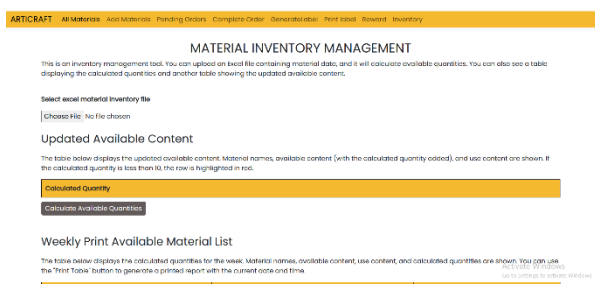 ARTICRAFT All Materials Add Materials Pending Orders Complete Order GenerateLabel Print label Reward Inventory
MATERIAL INVENTORY MANAGEMENT
This is an inventory management tool. You can upload an Excel file containing material data, and it will calculate available quantities. You can also see a table
displaying the calculated quantities and another table showing the updated available content.
Select excel material inventory file
Choose File No file chosen
Updated Available Content
The table below displays the updated available content. Material names, available content (with the calculated quantity added), and use content are shown. If
the calculated quantity is less than 10, the row is highlighted in red.
Calculated Quantity
Calculate Available Quantities
Weekly Print Available Material List
The table below displays the calculated quantities for the week. Material names, available content, use content, and calculated quantities are shown. You can use
the "Print Table" button to generate a printed report with the current date and time.
Activate Windows
Go to Settings to activate Windows.